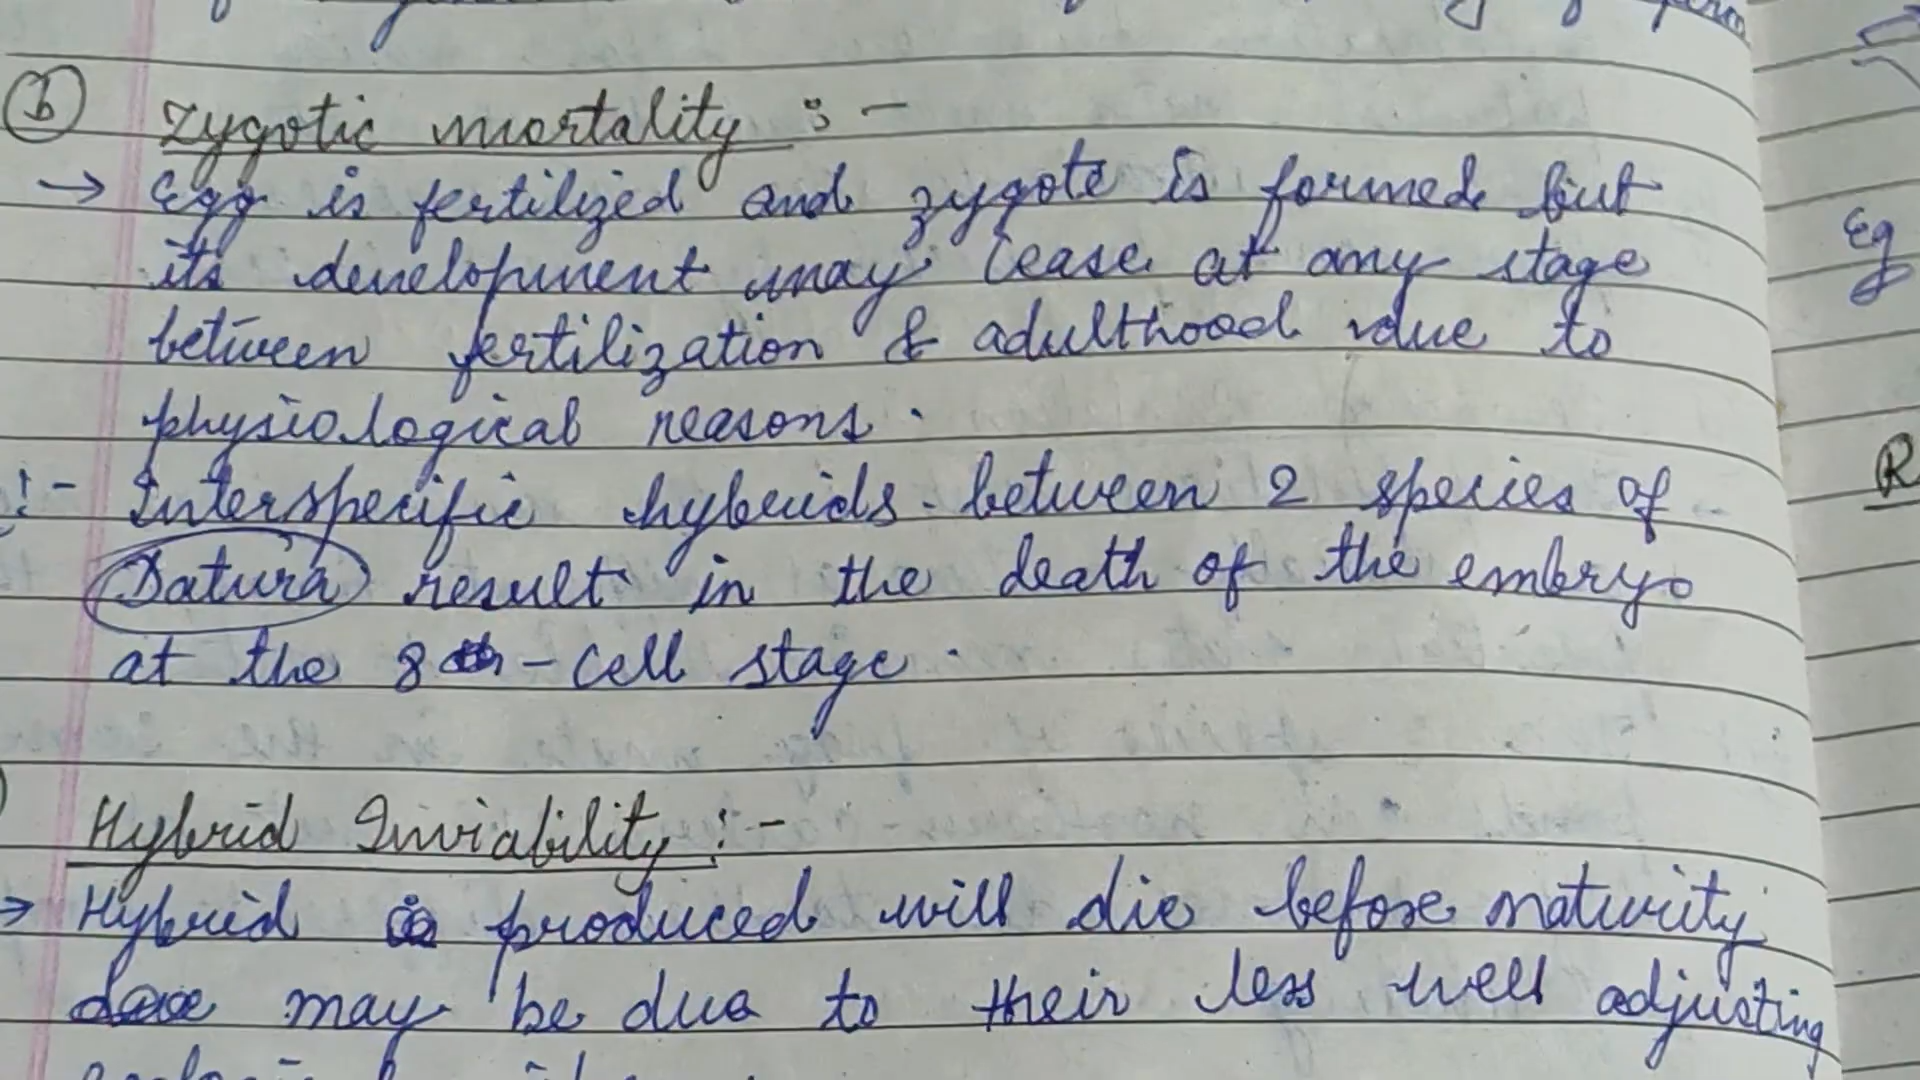 (b) Zygotic mortality :-
→ Egg is fertilized and zygote is formed but
its development may cease at any stage
between fertilization & adulthood due to
physiological reasons.
:- Interspecific hybrids between 2 species of
Datura result in the death of the embryo
at the 8 - cell stage.
Hybrid Inviability :-
→ Hybrid produced will die before maturity
may be due to their less well adjusting
Eg
R